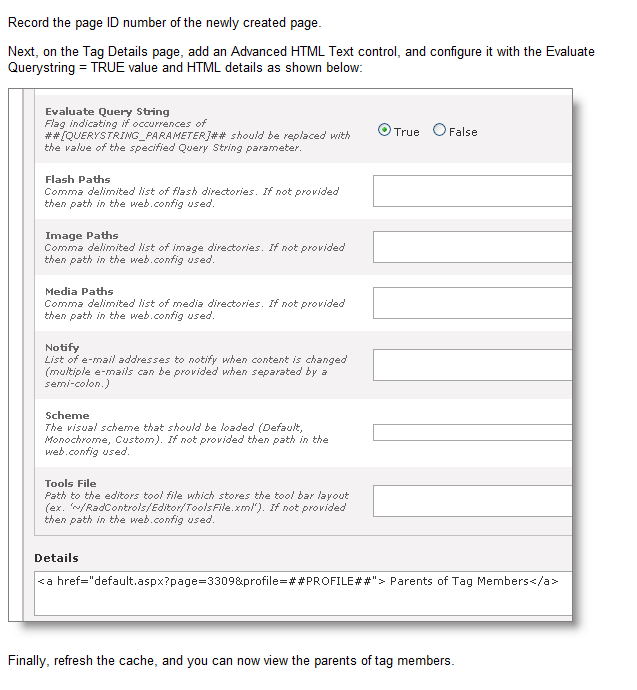 Record the page ID number of the newly created page.
Next, on the Tag Details page, add an Advanced HTML Text control, and configure it with the Evaluate
Querystring = TRUE value and HTML details as shown below:
Evaluate Query String
Flag indicating if occurrences of
##[QUERYSTRING_PARAMETER]## should be replaced with
the value of the specified Query String parameter.
True False
Flash Paths
Comma delimited list of flash directories. If not provided
then path in the web.config used.
Image Paths
Comma delimited list of image directories. If not provided
then path in the web.config used.
Media Paths
Comma delimited list of media directories. If not provided
then path in the web.config used.
Notify
List of e-mail addresses to notify when content is changed
(multiple e-mails can be provided when separated by a
semi-colon.)
Scheme
The visual scheme that should be loaded (Default,
Monochrome, Custom). If not provided then path in the
web.config used.
Tools File
Path to the editors tool file which stores the tool bar layout
(ex. '~/RadControls/Editor/ToolsFile.xml'). If not provided
then path in the web.config used.
Details
<a href="default.aspx?page=3309&profile=##PROFILE##"> Parents of Tag Members</a>
Finally, refresh the cache, and you can now view the parents of tag members.